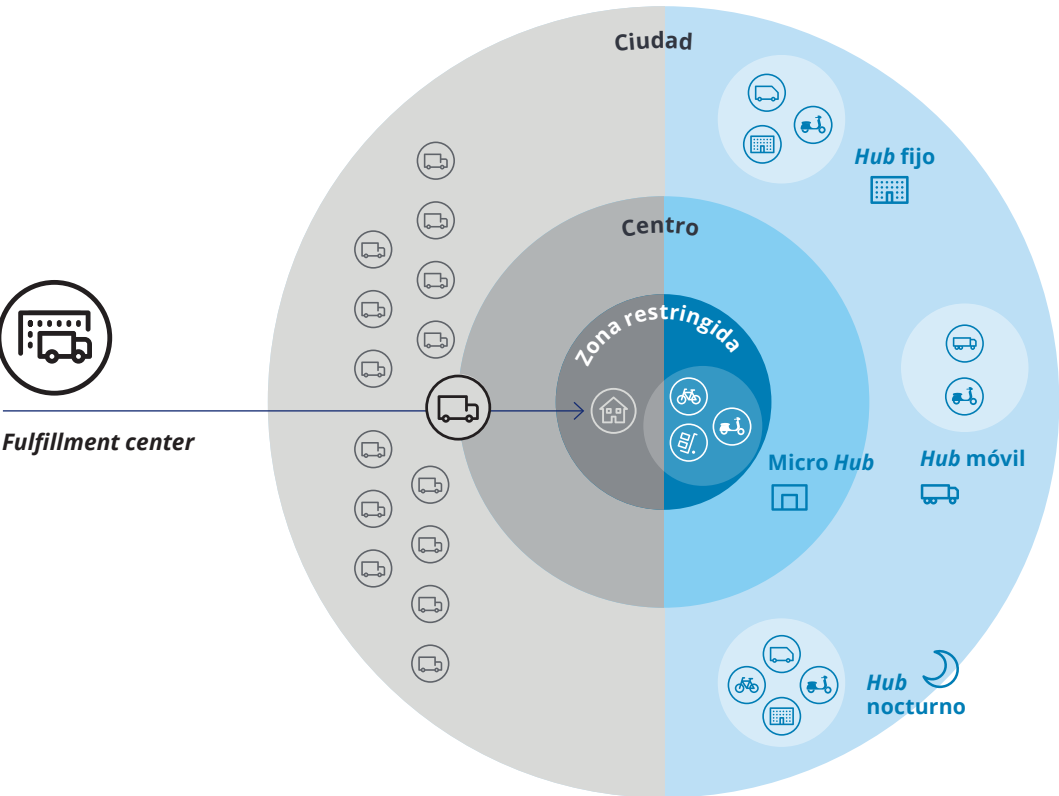 Ciudad
Hub fijo
Centro
Zona restringida
Fulfillment center
Micro Hub
Hub móvil
Hub
nocturno